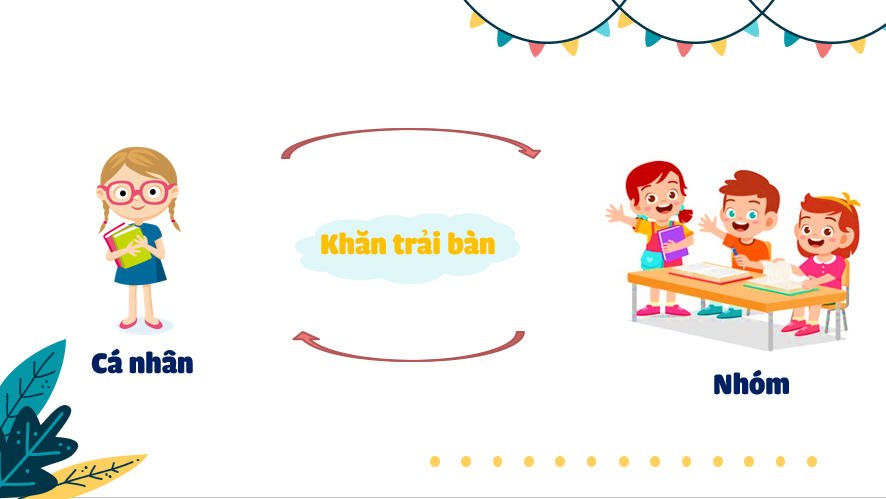 Khăn trải bàn
Cá nhân
Nhóm